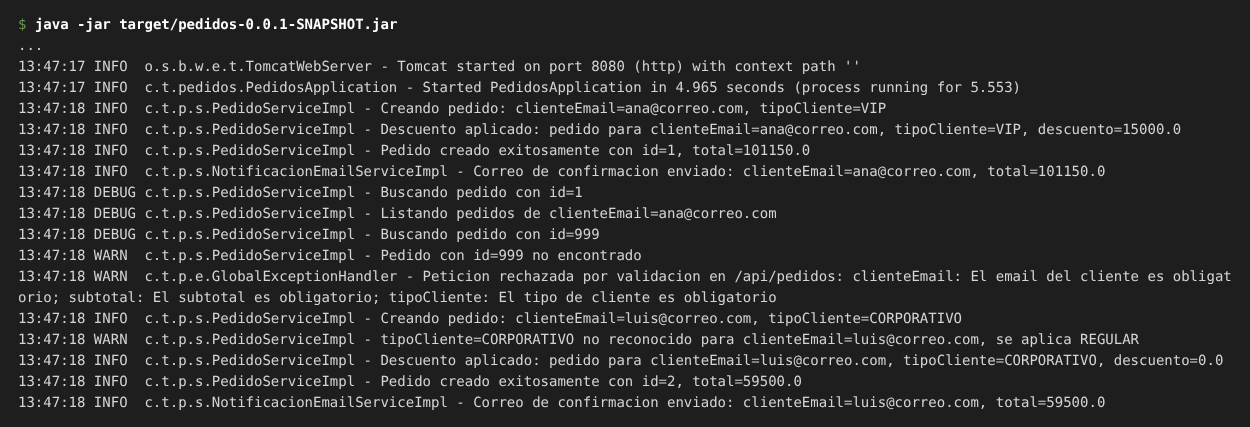 $ java -jar target/pedidos-0.0.1-SNAPSHOT.jar
...
13:47:17 INFO  o.s.b.w.e.t.TomcatWebServer - Tomcat started on port 8080 (http) with context path ''
13:47:17 INFO  c.t.pedidos.PedidosApplication - Started PedidosApplication in 4.965 seconds (process running for 5.553)
13:47:18 INFO  c.t.p.s.PedidoServiceImpl - Creando pedido: clienteEmail=ana@correo.com, tipoCliente=VIP
13:47:18 INFO  c.t.p.s.PedidoServiceImpl - Descuento aplicado: pedido para clienteEmail=ana@correo.com, tipoCliente=VIP, descuento=15000.0
13:47:18 INFO  c.t.p.s.PedidoServiceImpl - Pedido creado exitosamente con id=1, total=101150.0
13:47:18 INFO  c.t.p.s.NotificacionEmailServiceImpl - Correo de confirmacion enviado: clienteEmail=ana@correo.com, total=101150.0
13:47:18 DEBUG c.t.p.s.PedidoServiceImpl - Buscando pedido con id=1
13:47:18 DEBUG c.t.p.s.PedidoServiceImpl - Listando pedidos de clienteEmail=ana@correo.com
13:47:18 DEBUG c.t.p.s.PedidoServiceImpl - Buscando pedido con id=999
13:47:18 WARN  c.t.p.s.PedidoServiceImpl - Pedido con id=999 no encontrado
13:47:18 WARN  c.t.p.e.GlobalExceptionHandler - Peticion rechazada por validacion en /api/pedidos: clienteEmail: El email del cliente es obligat
orio; subtotal: El subtotal es obligatorio; tipoCliente: El tipo de cliente es obligatorio
13:47:18 INFO  c.t.p.s.PedidoServiceImpl - Creando pedido: clienteEmail=luis@correo.com, tipoCliente=CORPORATIVO
13:47:18 WARN  c.t.p.s.PedidoServiceImpl - tipoCliente=CORPORATIVO no reconocido para clienteEmail=luis@correo.com, se aplica REGULAR
13:47:18 INFO  c.t.p.s.PedidoServiceImpl - Descuento aplicado: pedido para clienteEmail=luis@correo.com, tipoCliente=CORPORATIVO, descuento=0.0
13:47:18 INFO  c.t.p.s.PedidoServiceImpl - Pedido creado exitosamente con id=2, total=59500.0
13:47:18 INFO  c.t.p.s.NotificacionEmailServiceImpl - Correo de confirmacion enviado: clienteEmail=luis@correo.com, total=59500.0